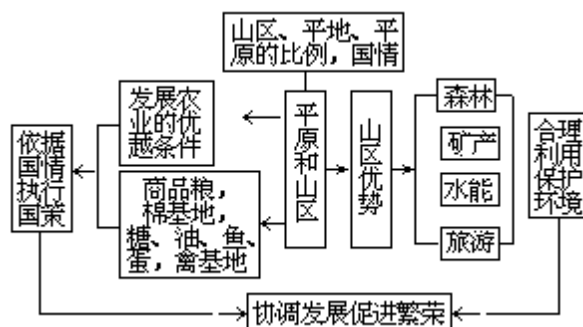 山区、平地、平
原的比例，国情
发展农
业的优
越条件
依据
国情
执行
国策
商品粮，
棉基地，
糖、油、鱼、
蛋，禽基地
平原和山区
山区优势
森林
矿产
水能
旅游
合理
利用
保护
环境
协调发展促进繁荣